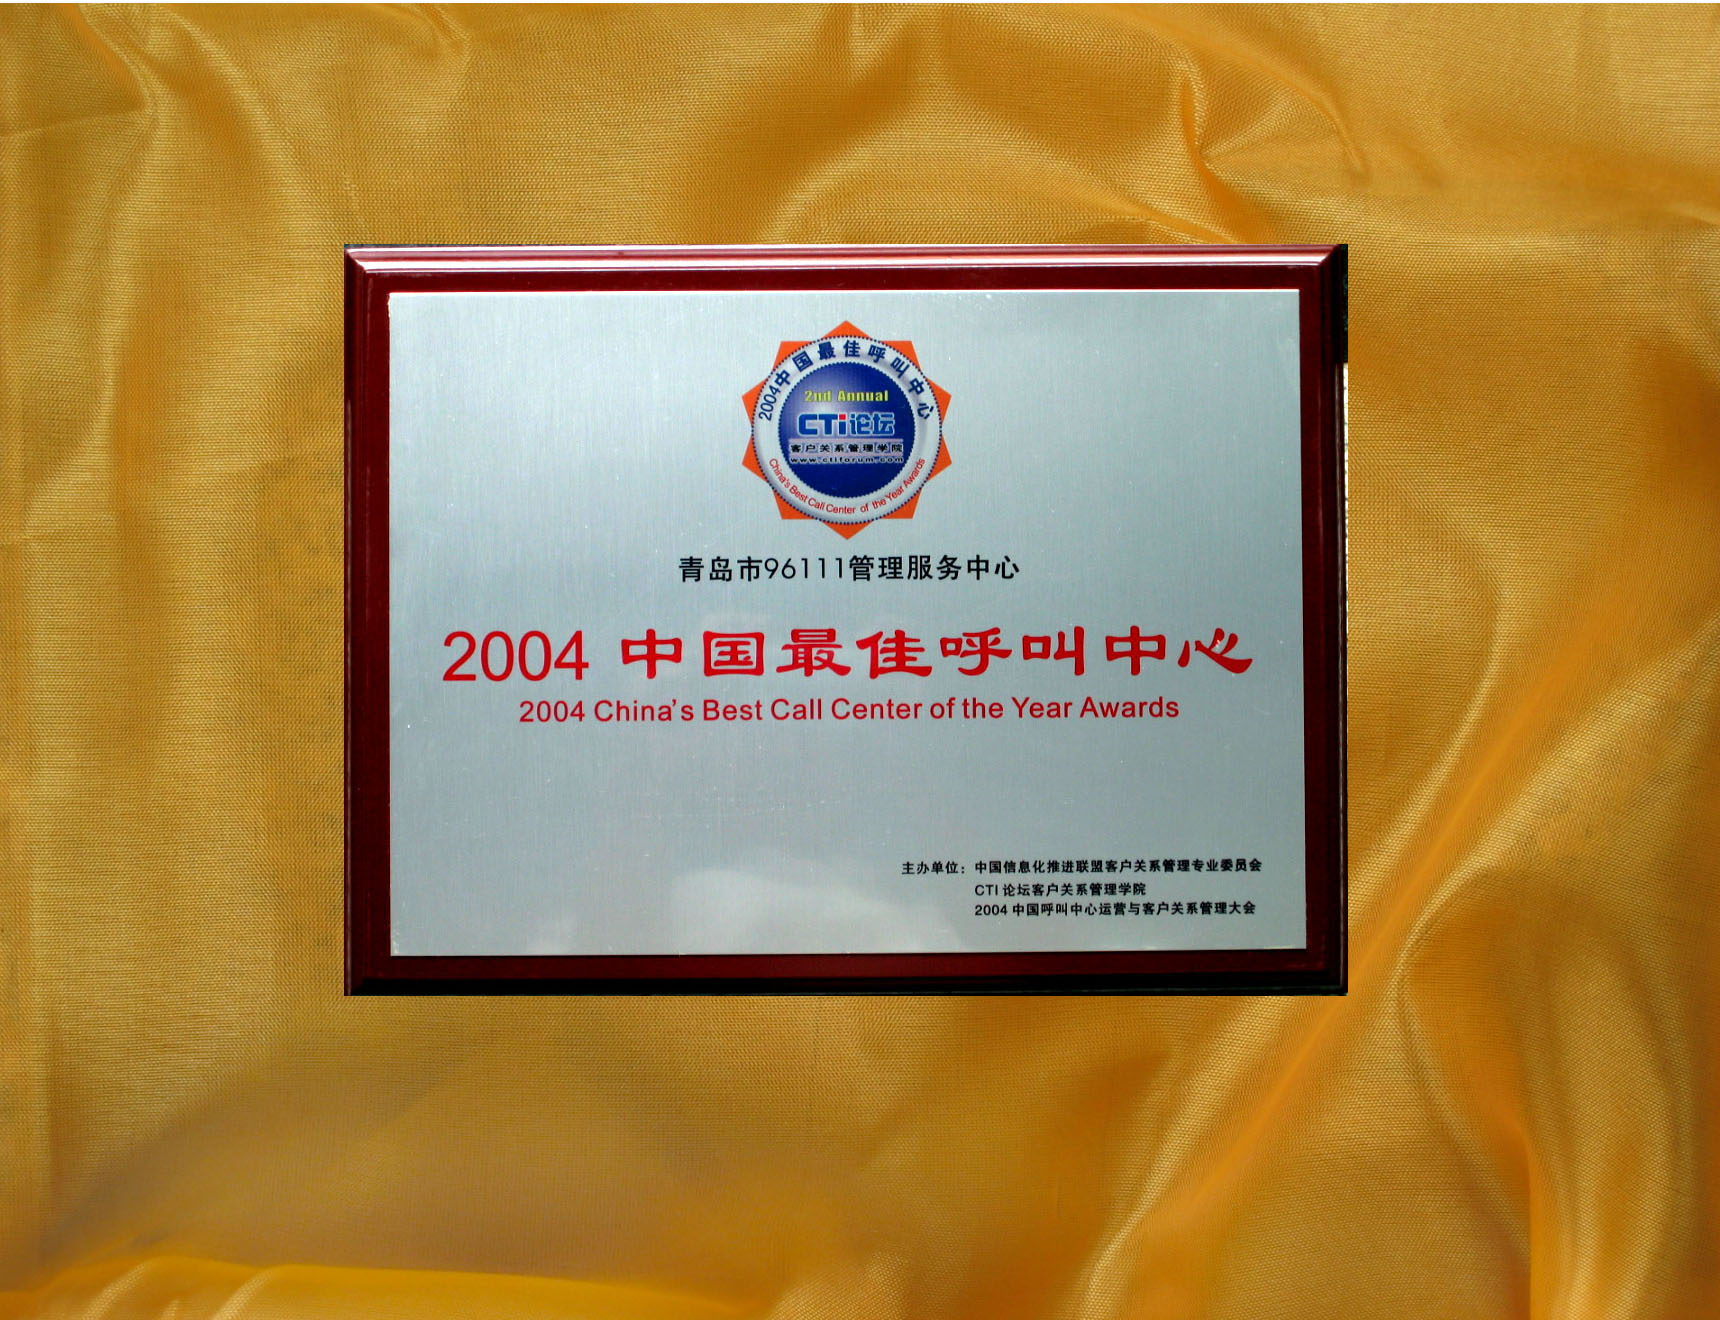 2004中国最佳呼叫中心
2nd Annual
CTi论坛
客户关系管理学院
www.ctiforum.com
China's Best Call Center of the Year Awards
青岛市96111管理服务中心
2004 中国最佳呼叫中心
2004 China's Best Call Center of the Year Awards
主办单位：中国信息化推进联盟客户关系管理专业委员会
CTI 论坛客户关系管理学院
2004 中国呼叫中心运营与客户关系管理大会